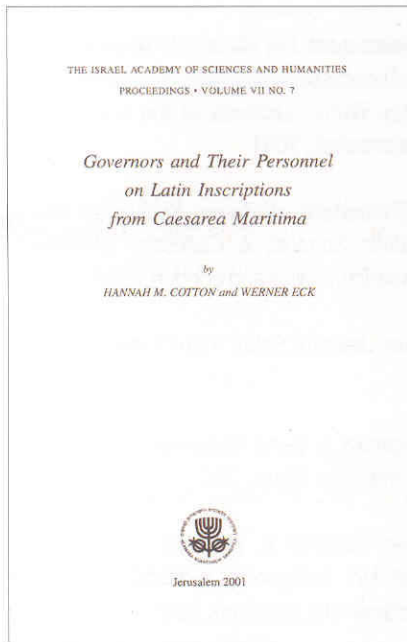 THE ISRAEL ACADEMY OF SCIENCES AND HUMANITIES
PROCEEDINGS • VOLUME VII NO. 7
Governors and Their Personnel
on Latin Inscriptions
from Caesarea Maritima
by
HANNAH M. COTTON and WERNER ECK
Jerusalem 2001